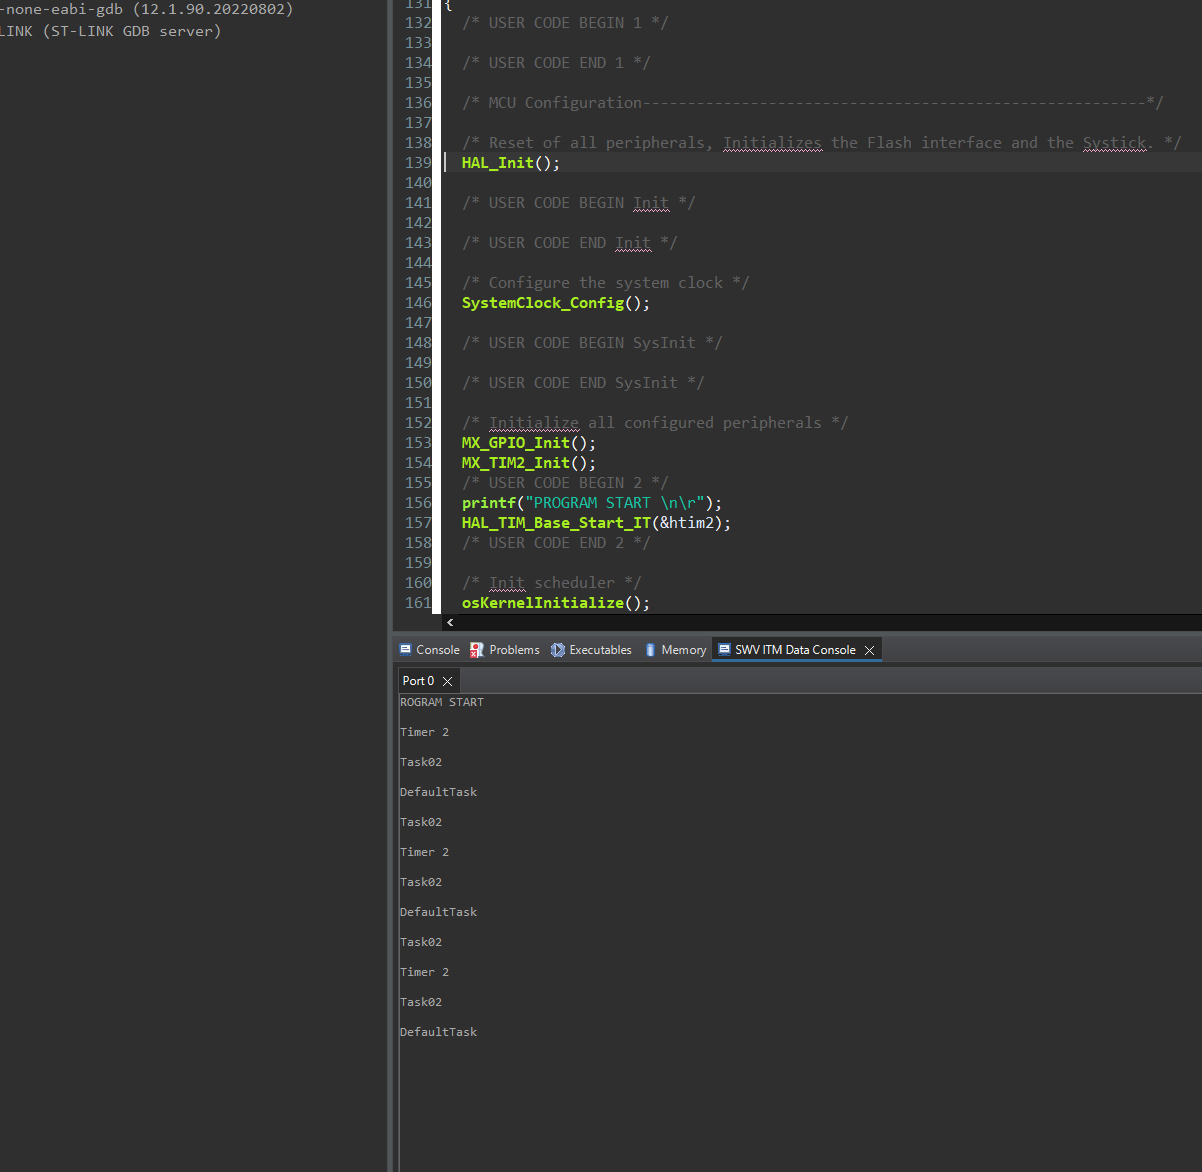 -none-eabi-gdb (12.1.90.20220802)
LINK (ST-LINK GDB server)
131 {
132 /* USER CODE BEGIN 1 */
133
134 /* USER CODE END 1 */
135
136 /* MCU Configuration--------------------------------------------------------*/
137
138 /* Reset of all peripherals, Initializes the Flash interface and the Systick. */
139 HAL_Init();
140
141 /* USER CODE BEGIN Init */
142
143 /* USER CODE END Init */
144
145 /* Configure the system clock */
146 SystemClock_Config();
147
148 /* USER CODE BEGIN SysInit */
149
150 /* USER CODE END SysInit */
151
152 /* Initialize all configured peripherals */
153 MX_GPIO_Init();
154 MX_TIM2_Init();
155 /* USER CODE BEGIN 2 */
156 printf("PROGRAM START \n\r");
157 HAL_TIM_Base_Start_IT(&htim2);
158 /* USER CODE END 2 */
159
160 /* Init scheduler */
161 osKernelInitialize();
Console Problems Executables Memory SWV ITM Data Console
Port 0
ROGRAM START
Timer 2
Task02
DefaultTask
Task02
Timer 2
Task02
DefaultTask
Task02
Timer 2
Task02
DefaultTask